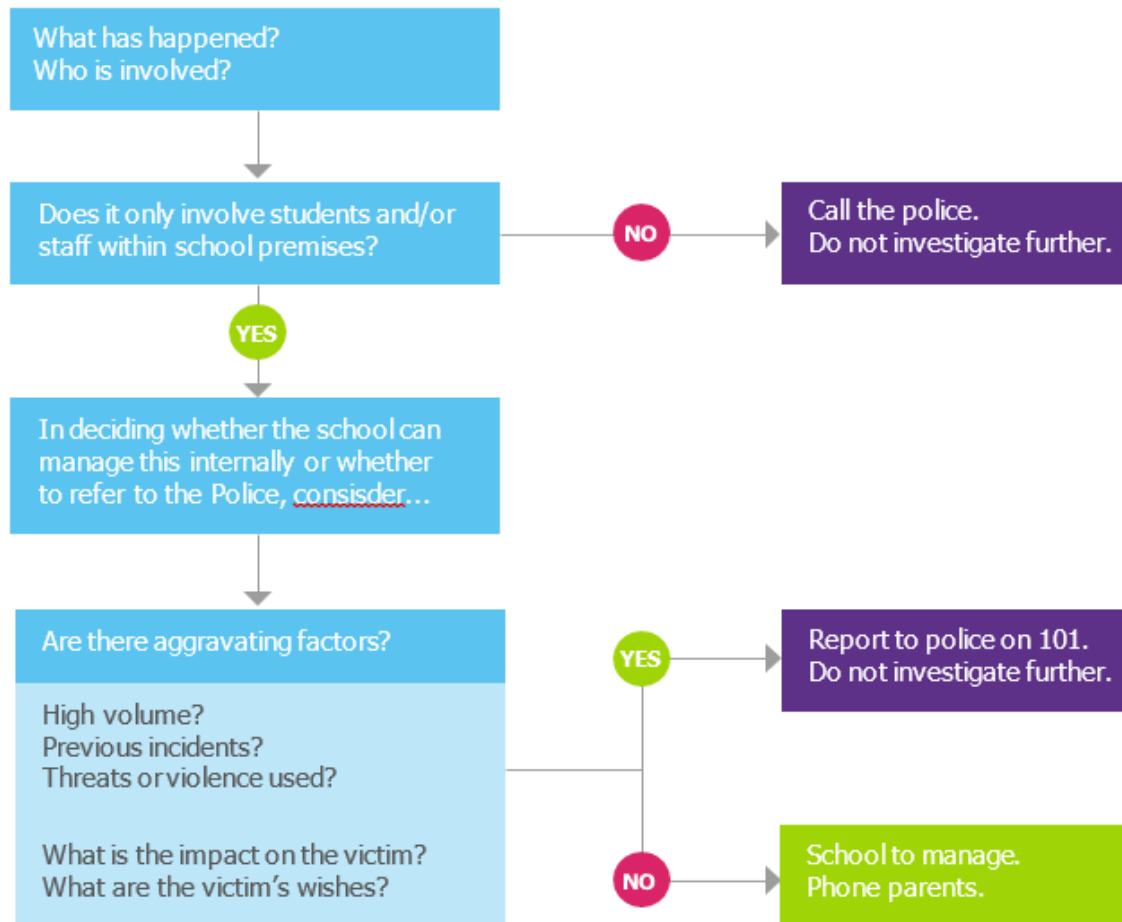 What has happened?
Who is involved?
Does it only involve students and/or
staff within school premises?
NO
Call the police.
Do not investigate further.
YES
In deciding whether the school can
manage this internally or whether
to refer to the Police, consisder...
Are there aggravating factors?
High volume?
Previous incidents?
Threats or violence used?
What is the impact on the victim?
What are the victim's wishes?
YES
Report to police on 101.
Do not investigate further.
NO
School to manage.
Phone parents.